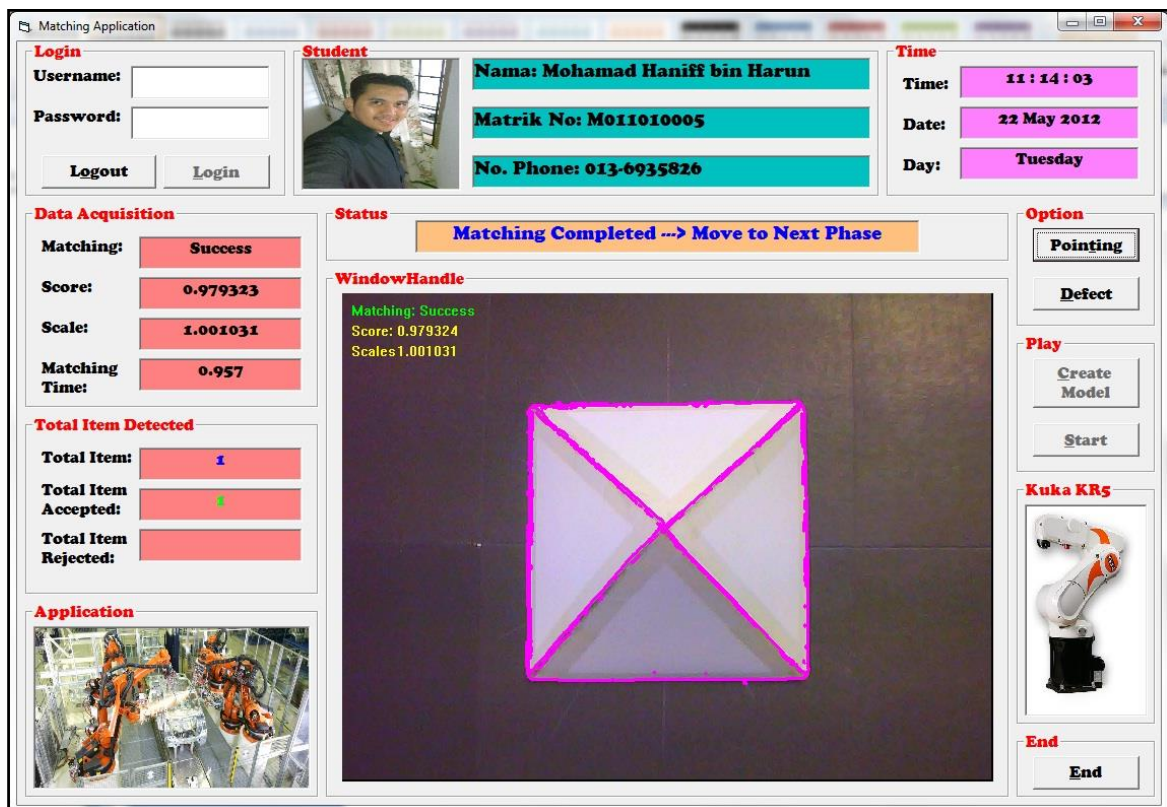 Matching Application
Login
Username:
Password:
Logout
Login
Student
Nama: Mohamad Haniff bin Harun
Matrik No: M011010005
No. Phone: 013-6935826
Time
Time: 11 : 14 : 03
Date: 22 May 2012
Day: Tuesday
Data Acquisition
Matching: Success
Score: 0.979323
Scale: 1.001031
Matching
Time: 0.957
Total Item Detected
Total Item: 1
Total Item
Accepted: 1
Total Item
Rejected:
Application
Status
Matching Completed ---> Move to Next Phase
WindowHandle
Matching: Success
Score: 0.979324
Scales1.001031
Option
Pointing
Defect
Play
Create
Model
Start
Kuka KR5
End
End